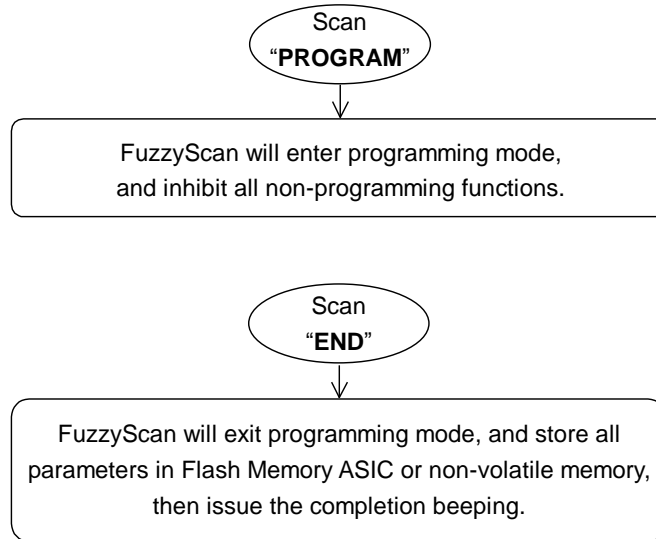 Scan
“PROGRAM”
FuzzyScan will enter programming mode,
and inhibit all non-programming functions.
Scan
“END”
FuzzyScan will exit programming mode, and store all
parameters in Flash Memory ASIC or non-volatile memory,
then issue the completion beeping.